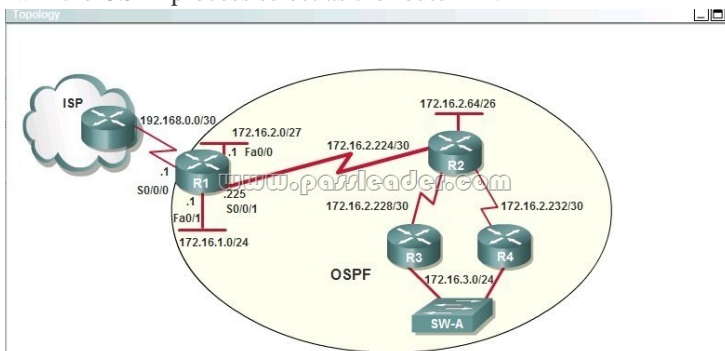 Topology
ISP
192.168.0.0/30
172.16.2.64/26
172.16.2.0/27
172.16.2.224/30
.1 Fa0/0
R2
www.passleader.com
.1
R1
S0/0/0
.225
S0/0/1
.1
Fa0/1
172.16.2.228/30
172.16.2.232/30
172.16.1.0/24
R3
R4
OSPF
172.16.3.0/24
SW-A